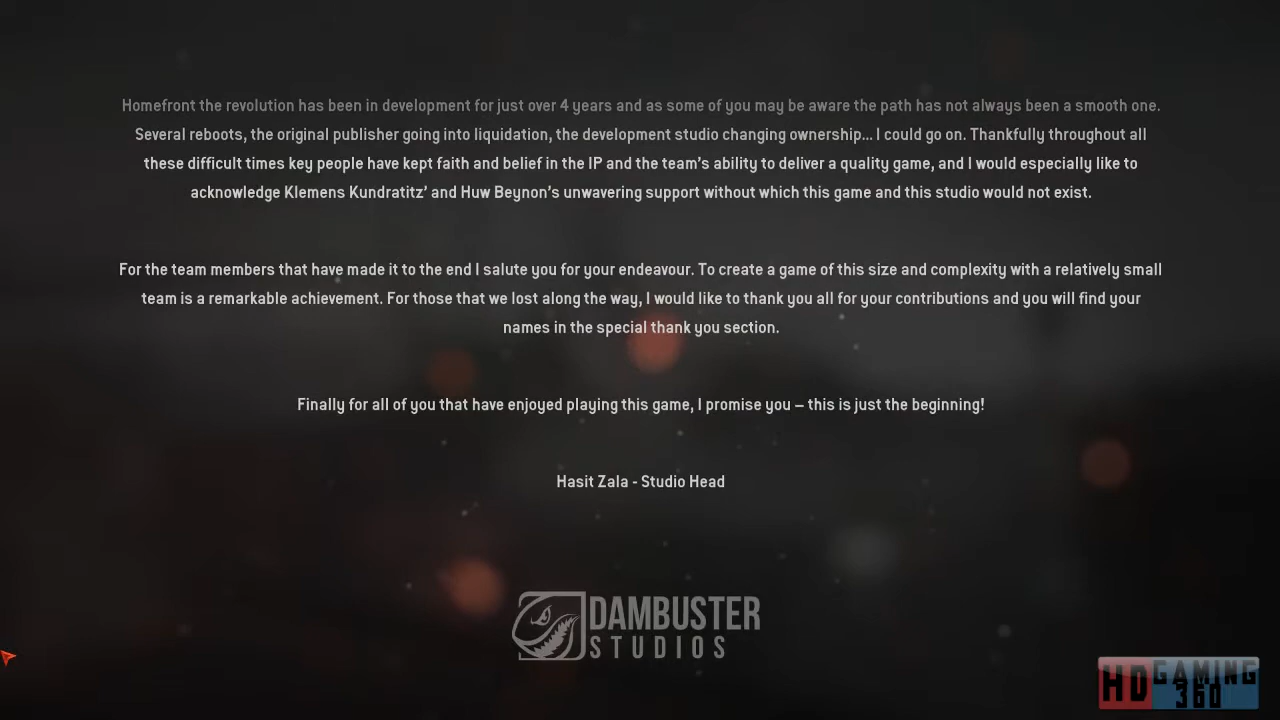 Homefront the revolution has been in development for just over 4 years and as some of you may be aware the path has not always been a smooth one.
Several reboots, the original publisher going into liquidation, the development studio changing ownership... I could go on. Thankfully throughout all
these difficult times key people have kept faith and belief in the IP and the team's ability to deliver a quality game, and I would especially like to
acknowledge Klemens Kundratitz' and Huw Beynon's unwavering support without which this game and this studio would not exist.
For the team members that have made it to the end I salute you for your endeavour. To create a game of this size and complexity with a relatively small
team is a remarkable achievement. For those that we lost along the way, I would like to thank you all for your contributions and you will find your
names in the special thank you section.
Finally for all of you that have enjoyed playing this game, I promise you – this is just the beginning!
Hasit Zala - Studio Head
DAMBUSTER
STUDIOS
HD GAMING
360